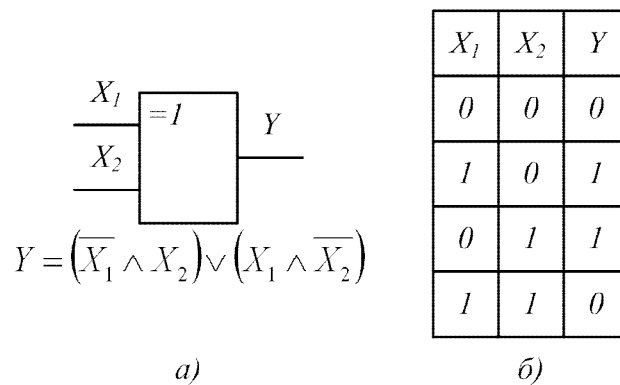 X₁
=1
Y
X₂
Y = (X̅₁ ∧ X₂) ∨ (X₁ ∧ X̅₂)
а)
X₁ X₂ Y
0 0 0
1 0 1
0 1 1
1 1 0
б)